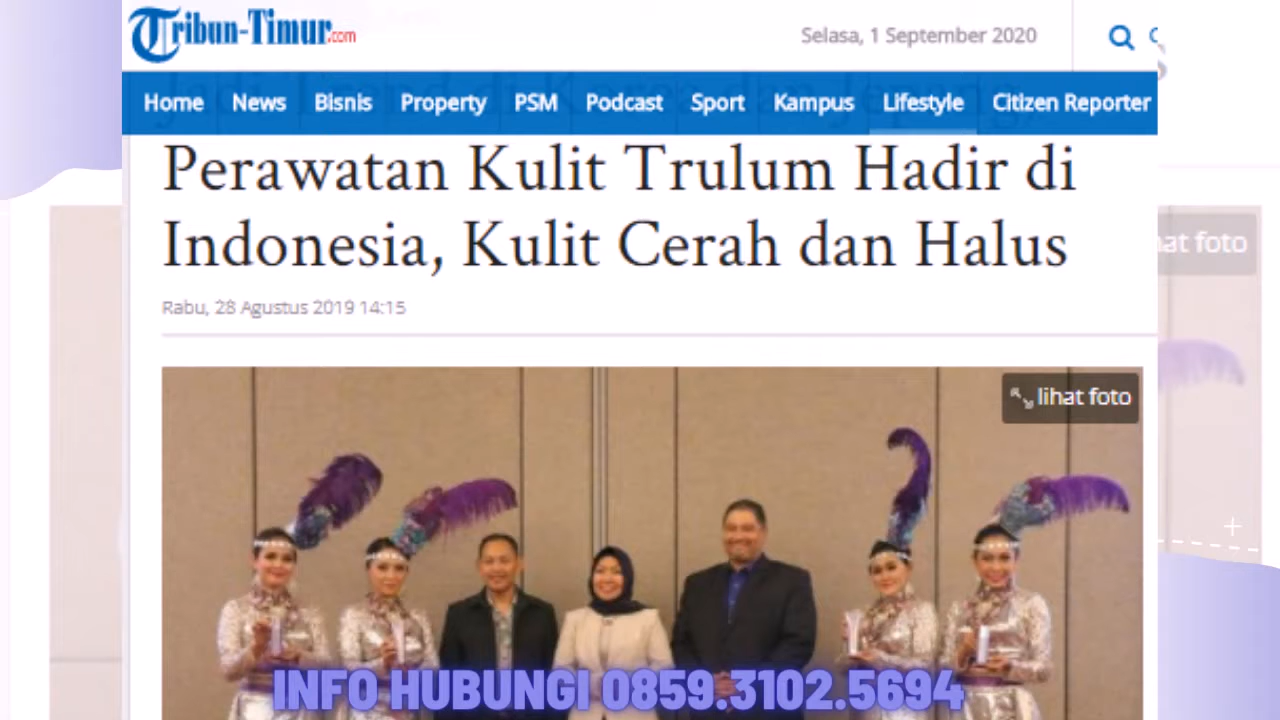 Tribun-Timur.com
Selasa, 1 September 2020
Home News Bisnis Property PSM Podcast Sport Kampus Lifestyle Citizen Reporter
Perawatan Kulit Trulum Hadir di
Indonesia, Kulit Cerah dan Halus
Rabu, 28 Agustus 2019 14:15
lihat foto
hat foto
INFO HUBUNGI 0859.3102.5694